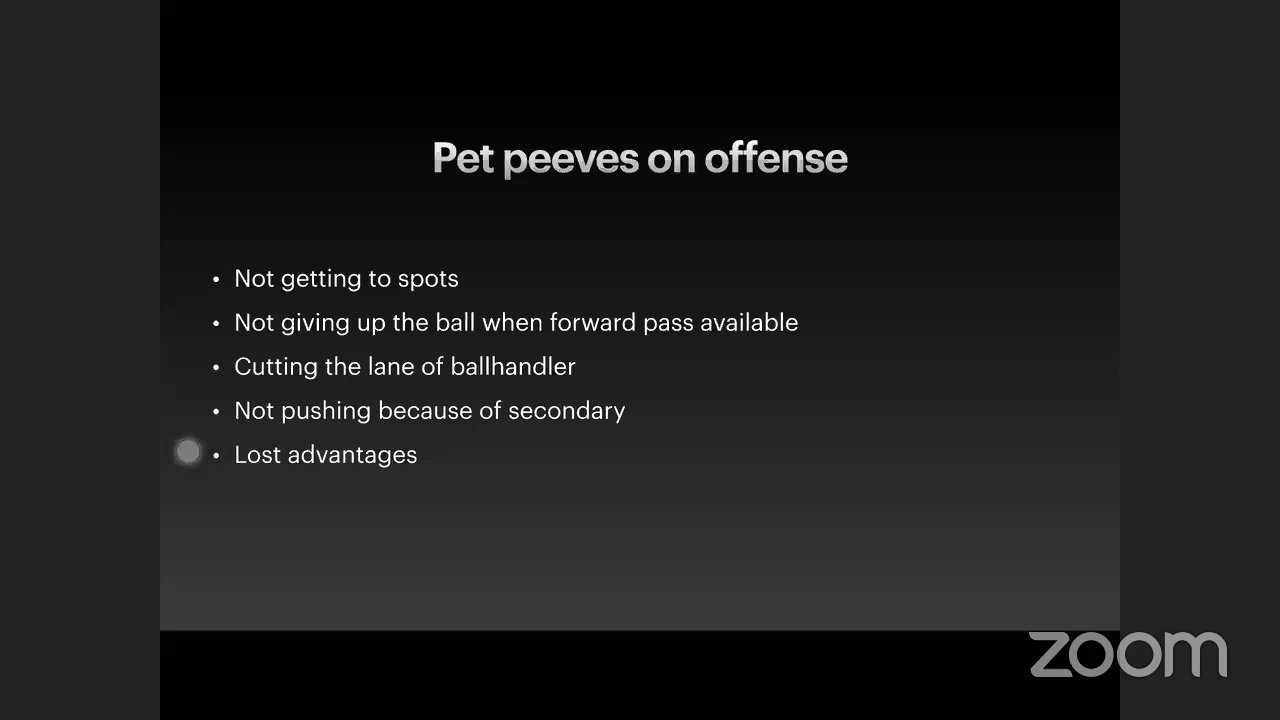 Pet peeves on offense
• Not getting to spots
• Not giving up the ball when forward pass available
• Cutting the lane of ballhandler
• Not pushing because of secondary
• Lost advantages
zoom